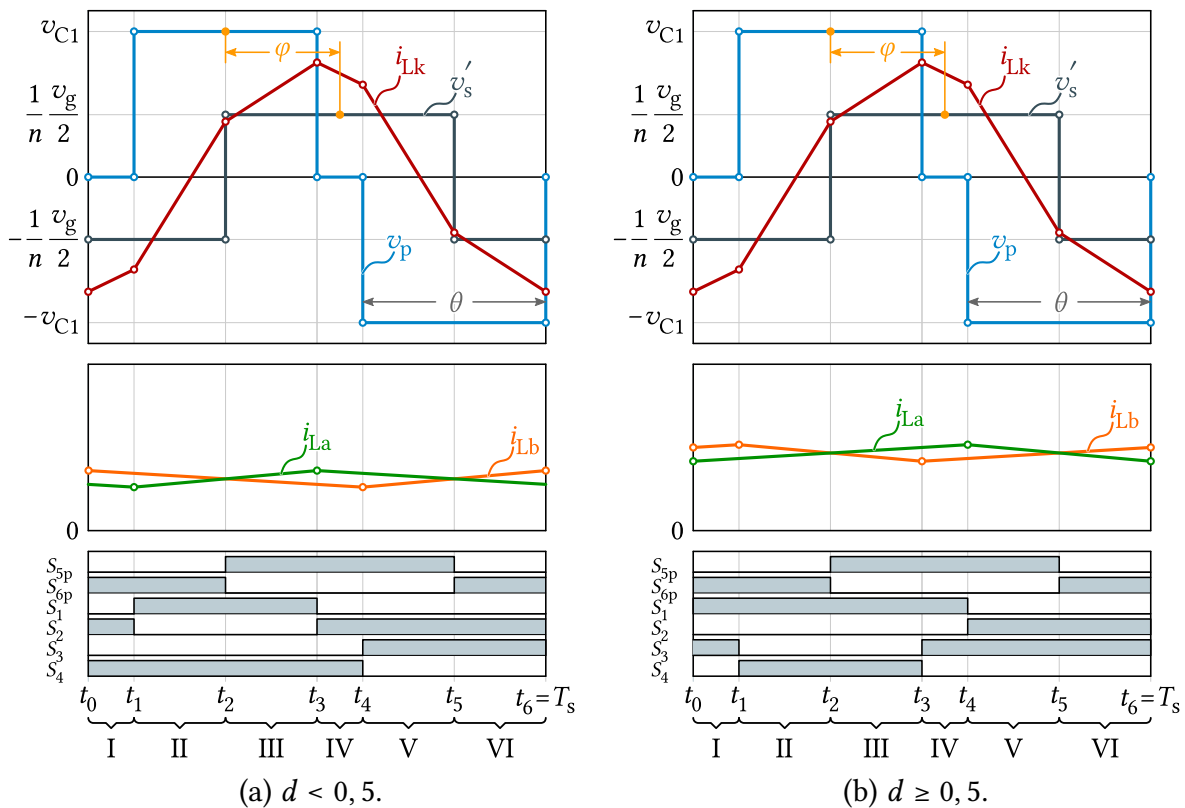 v_C1
φ
i_Lk
v_s′
1/n v_g/2
0
−1/n v_g/2
v_p
θ
−v_C1
i_La
i_Lb
0
S_5p
S_6p
S_1
S_2
S_3
S_4
t_0 t_1 t_2 t_3 t_4 t_5 t_6=T_s
I II III IV V VI
(a) d < 0, 5.
v_C1
φ
i_Lk
v_s′
1/n v_g/2
0
−1/n v_g/2
v_p
θ
−v_C1
i_La
i_Lb
0
S_5p
S_6p
S_1
S_2
S_3
S_4
t_0 t_1 t_2 t_3 t_4 t_5 t_6=T_s
I II III IV V VI
(b) d ≥ 0, 5.